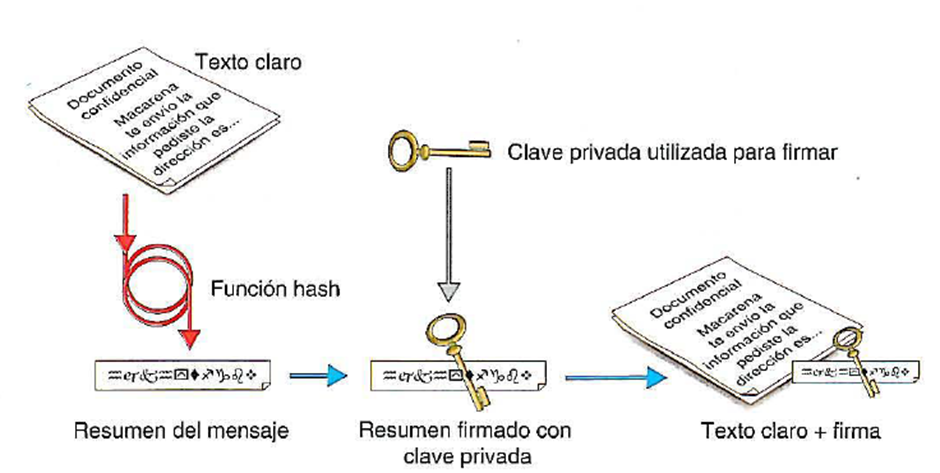 Texto claro
Documento
confidencial
Macarena
te envío la
información que
pediste la
dirección es...
Clave privada utilizada para firmar
Función hash
Resumen del mensaje
Resumen firmado con
clave privada
Documento
confidencial
Macarena
te envío la
información que
pediste la
dirección es...
Texto claro + firma